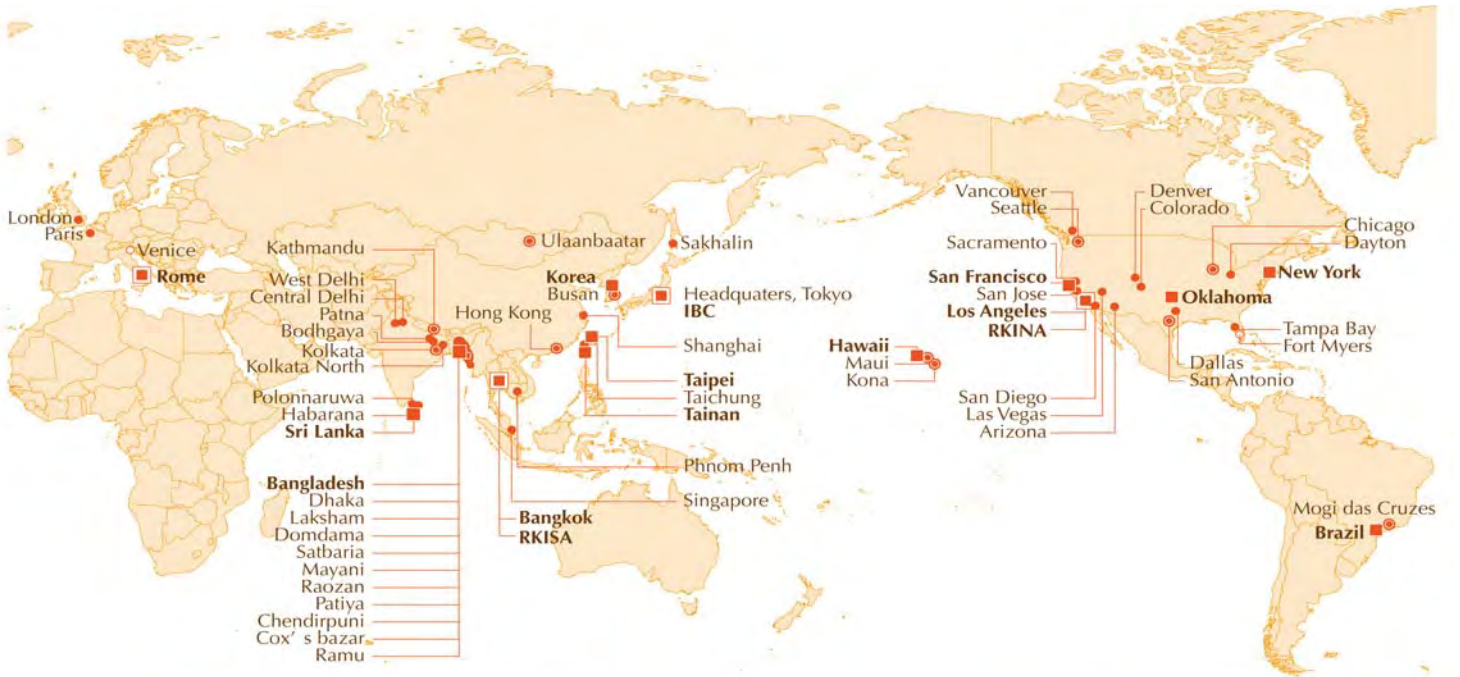 London
Paris
Venice
Rome
Kathmandu
West Delhi
Central Delhi
Patna
Bodhgaya
Kolkata
Kolkata North
Polonnaruwa
Habarana
Sri Lanka
Bangladesh
Dhaka
Laksham
Domdama
Satbaria
Mayani
Raozan
Patiya
Chendirpuni
Cox’ s bazar
Ramu
Ulaanbaatar
Sakhalin
Korea
Busan
Headquaters, Tokyo
IBC
Hong Kong
Shanghai
Taipei
Taichung
Tainan
Phnom Penh
Singapore
Bangkok
RKISA
Vancouver
Seattle
Sacramento
San Francisco
San Jose
Los Angeles
RKINA
Hawaii
Maui
Kona
San Diego
Las Vegas
Arizona
Denver
Colorado
Chicago
Dayton
New York
Oklahoma
Tampa Bay
Fort Myers
Dallas
San Antonio
Mogi das Cruzes
Brazil